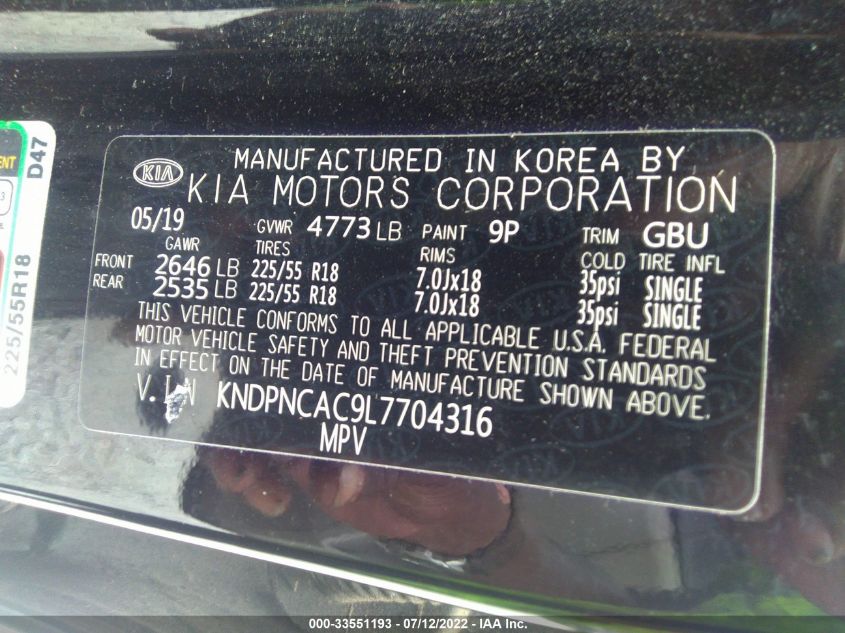 MANUFACTURED IN KOREA BY
KIA KIA MOTORS CORPORATION
05/19 GVWR 4773 LB PAINT 9P TRIM GBU
GAWR TIRES RIMS COLD TIRE INFL
FRONT 2646 LB 225/55 R18 7.0Jx18 35psi SINGLE
REAR 2535 LB 225/55 R18 7.0Jx18 35psi SINGLE
THIS VEHICLE CONFORMS TO ALL APPLICABLE U.S.A. FEDERAL
MOTOR VEHICLE SAFETY AND THEFT PREVENTION STANDARDS
IN EFFECT ON THE DATE OF MANUFACTURE SHOWN ABOVE.
V.I.N KNDPNCAC9L7704316
MPV
D47
225/55R18
000-33551193 - 07/12/2022 - IAA Inc.